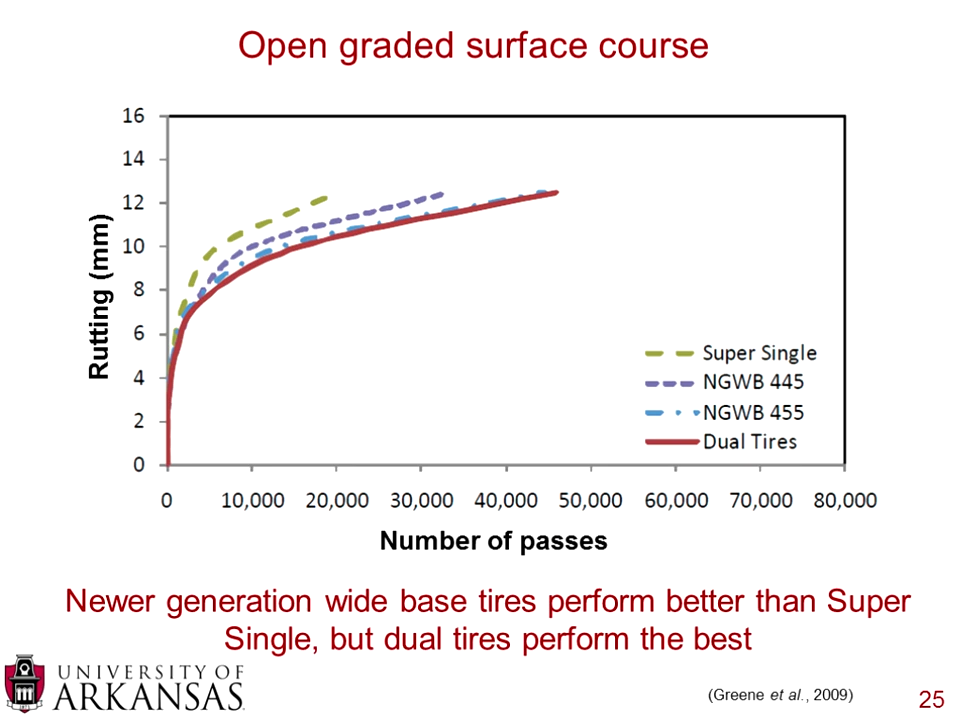 Open graded surface course
16
14
12
10
8
6
4
2
0
Rutting (mm)
Super Single
NGWB 445
NGWB 455
Dual Tires
0 10,000 20,000 30,000 40,000 50,000 60,000 70,000 80,000
Number of passes
Newer generation wide base tires perform better than Super
Single, but dual tires perform the best
UNIVERSITY OF
ARKANSAS
(Greene et al., 2009)
25